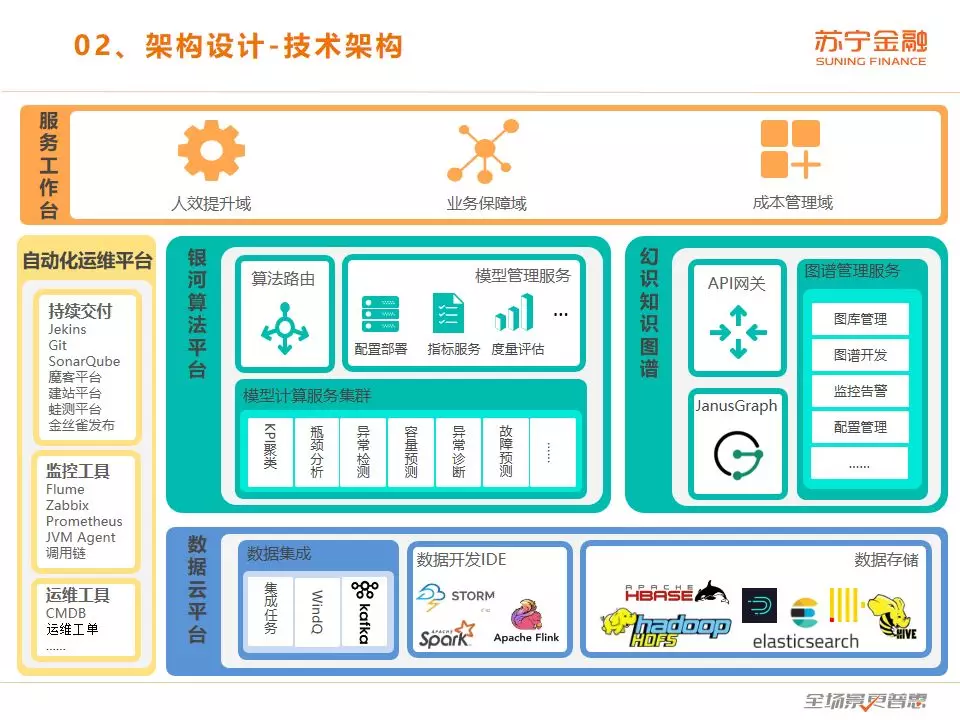 02、架构设计-技术架构
苏宁金融
SUNING FINANCE
服务工作台
人效提升域
业务保障域
成本管理域
自动化运维平台
持续交付
Jekins
Git
SonarQube
魔客平台
建站平台
蛙测平台
金丝雀发布
监控工具
Flume
Zabbix
Prometheus
JVM Agent
调用链
运维工具
CMDB
运维工单
......
银河算法平台
算法路由
模型管理服务
配置部署
指标服务
度量评估
...
模型计算服务集群
KPI聚类
瓶颈分析
异常检测
容量预测
异常诊断
故障预测
......
幻识知识图谱
API网关
JanusGraph
图谱管理服务
图库管理
图谱开发
监控告警
配置管理
......
数据云平台
数据集成
集成任务
WindQ
kafka
数据开发IDE
STORM
APACHE
Spark
Apache Flink
数据存储
APACHE
HBASE
hadoop
HDFS
elasticsearch
HIVE
全场景更普惠